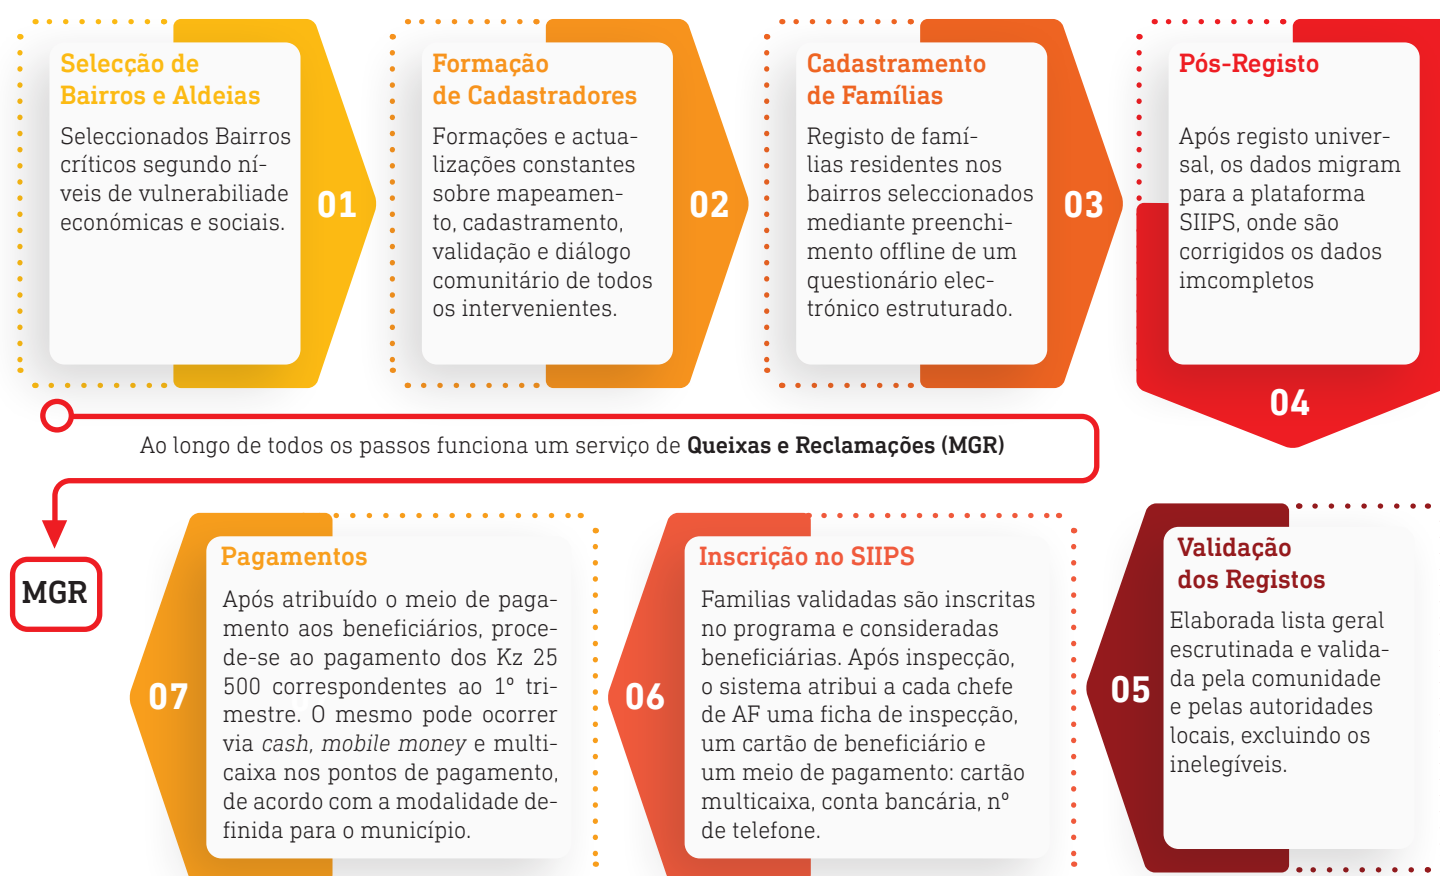 Selecção de
Bairros e Aldeias
Seleccionados Bairros
críticos segundo ní-
veis de vulnerabiliade
económicas e sociais.
01
Formação
de Cadastradores
Formações e actua-
lizações constantes
sobre mapeamen-
to, cadastramento,
validação e diálogo
comunitário de todos
os intervenientes.
02
Cadastramento
de Famílias
Registo de famí-
lias residentes nos
bairros seleccionados
mediante preenchi-
mento offline de um
questionário elec-
trónico estruturado.
03
Pós-Registo
Após registo univer-
sal, os dados migram
para a plataforma
SIIPS, onde são
corrigidos os dados
imcompletos
04
Ao longo de todos os passos funciona um serviço de Queixas e Reclamações (MGR)
MGR
Validação
dos Registos
Elaborada lista geral
escrutinada e valida-
da pela comunidade
e pelas autoridades
locais, excluindo os
inelegíveis.
05
Inscrição no SIIPS
Familias validadas são inscritas
no programa e consideradas
beneficiárias. Após inspecção,
o sistema atribui a cada chefe
de AF uma ficha de inspecção,
um cartão de beneficiário e
um meio de pagamento: cartão
multicaixa, conta bancária, nº
de telefone.
06
Pagamentos
Após atribuído o meio de paga-
mento aos beneficiários, proce-
de-se ao pagamento dos Kz 25
500 correspondentes ao 1º tri-
mestre. O mesmo pode ocorrer
via cash, mobile money e multi-
caixa nos pontos de pagamento,
de acordo com a modalidade de-
finida para o município.
07